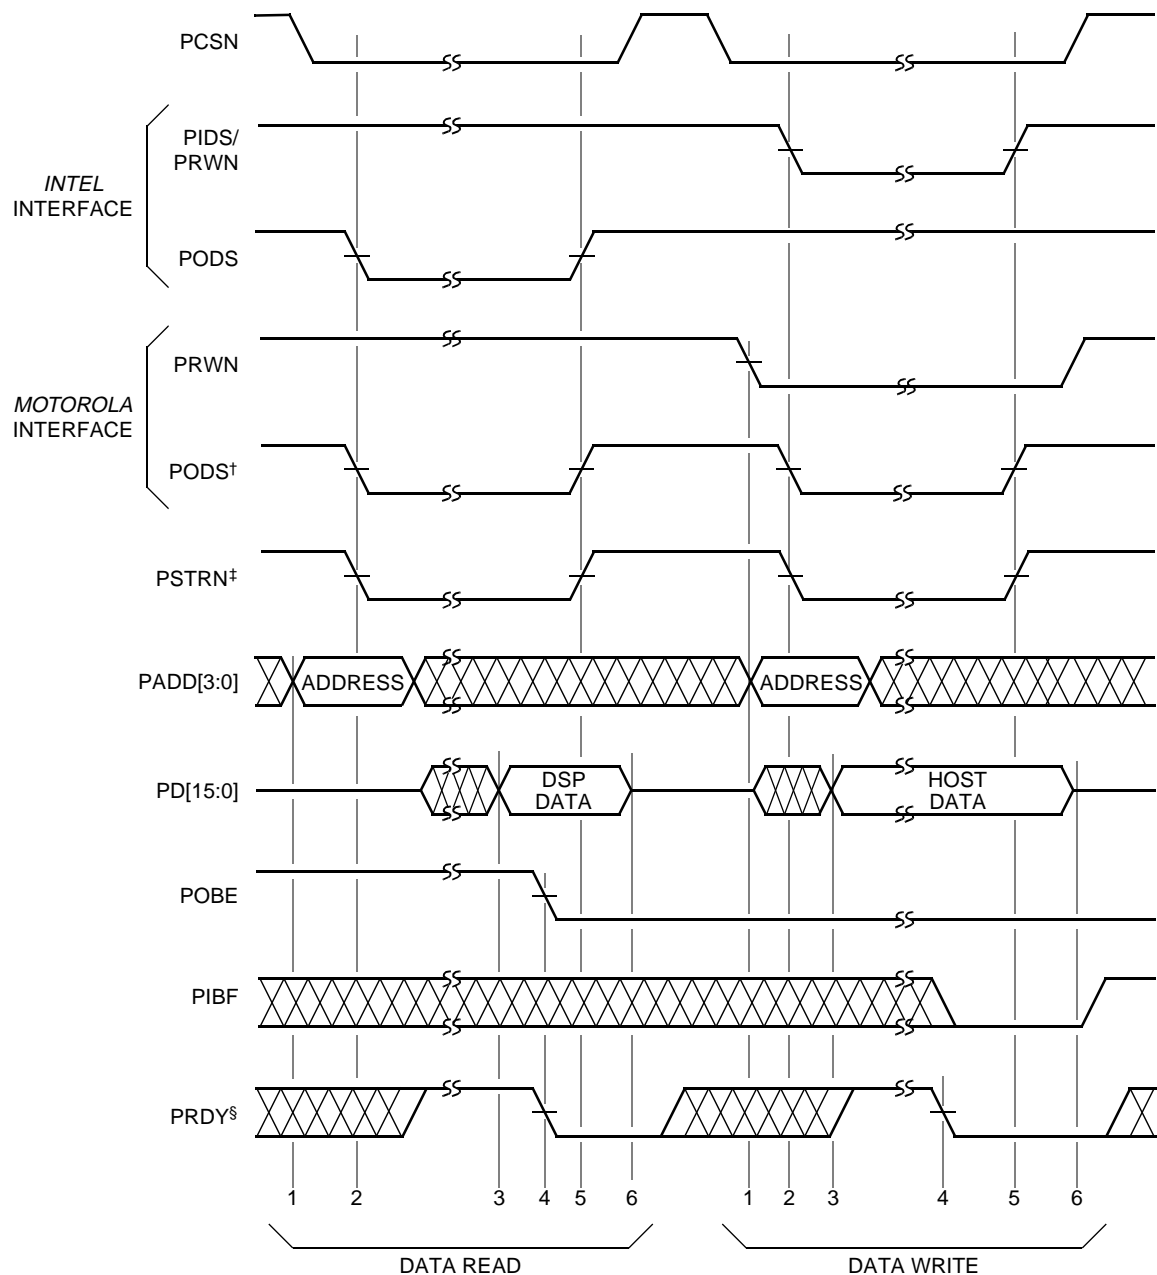 PCSN
PIDS/
PRWN
INTEL
INTERFACE
PODS
PRWN
MOTOROLA
INTERFACE
PODS†
PSTRN‡
PADD[3:0]
ADDRESS
ADDRESS
PD[15:0]
DSP
DATA
HOST
DATA
POBE
PIBF
PRDY§
1 2 3 4 5 6 1 2 3 4 5 6
DATA READ DATA WRITE